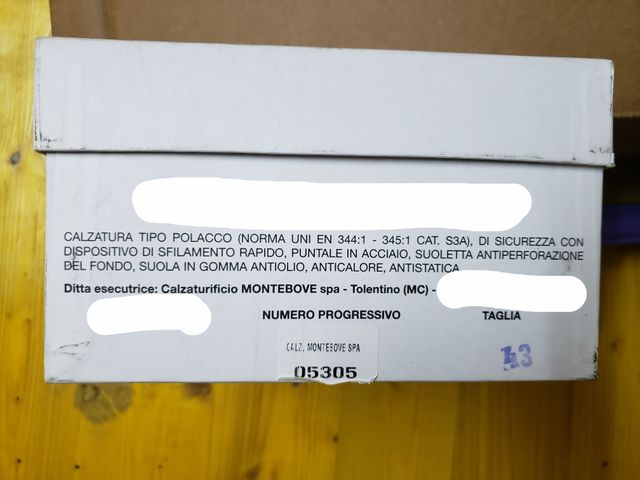 CALZATURA TIPO POLACCO (NORMA UNI EN 344:1 - 345:1 CAT. S3A), DI SICUREZZA CON
DISPOSITIVO DI SFILAMENTO RAPIDO, PUNTALE IN ACCIAIO, SUOLETTA ANTIPERFORAZIONE
DEL FONDO, SUOLA IN GOMMA ANTIOLIO, ANTICALORE, ANTISTATICA
Ditta esecutrice: Calzaturificio MONTEBOVE spa - Tolentino (MC) -
NUMERO PROGRESSIVO TAGLIA
CALZ. MONTEBOVE SPA
05305
43